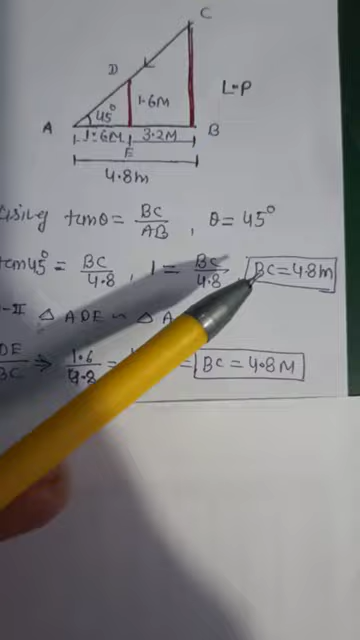 C
D
1.6M
L=P
45°
A
B
1.6M
3.2M
E
4.8m
using tanθ = BC/AB , θ = 45°
tan45° = BC/4.8 , 1 = BC/4.8 BC = 4.8m
-II △ ADE ~ △ A
DE/BC ⇒ 1.6/4.8 = = BC = 4.8M